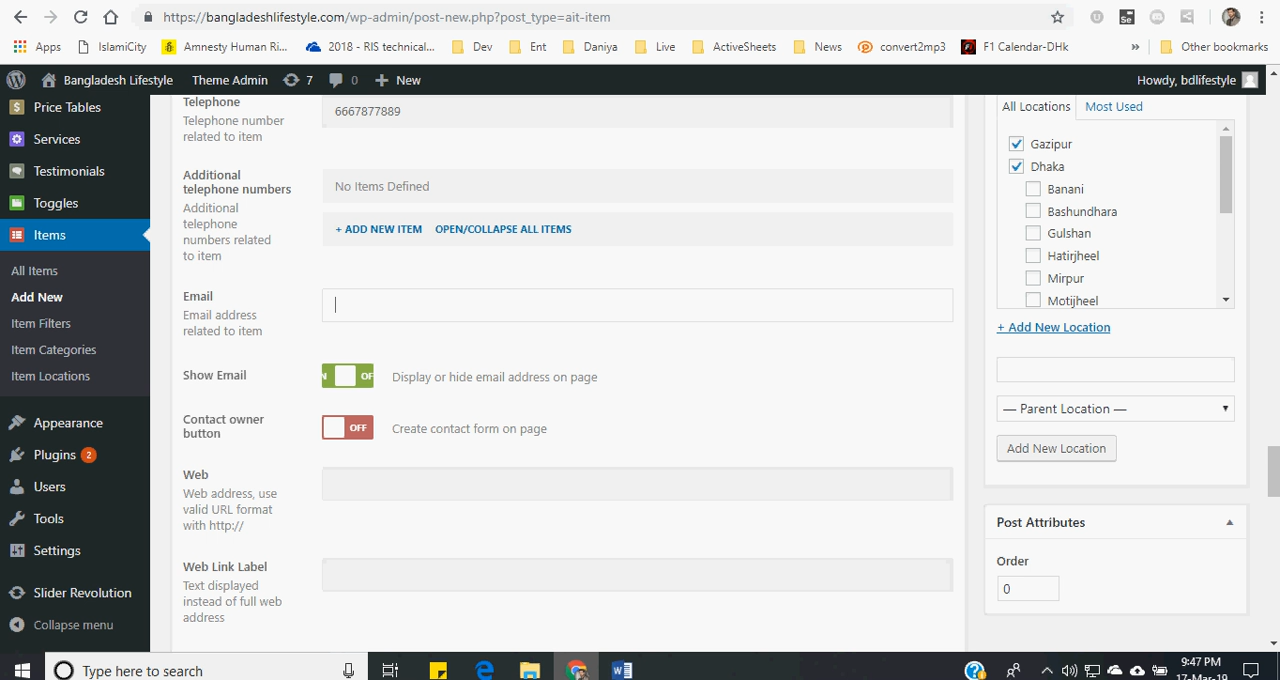 https://bangladeshlifestyle.com/wp-admin/post-new.php?post_type=ait-item
Apps
IslamiCity
Amnesty Human Ri...
2018 - RIS technical...
Dev
Ent
Daniya
Live
ActiveSheets
News
convert2mp3
F1 Calendar-DHk
»
Other bookmarks
Bangladesh Lifestyle
Theme Admin
7
0
New
Howdy, bdlifestyle
Price Tables
Services
Testimonials
Toggles
Items
All Items
Add New
Item Filters
Item Categories
Item Locations
Appearance
Plugins 2
Users
Tools
Settings
Slider Revolution
Collapse menu
Telephone
Telephone number
related to item
6667877889
Additional
telephone numbers
Additional
telephone
numbers related
to item
No Items Defined
+ ADD NEW ITEM
OPEN/COLLAPSE ALL ITEMS
Email
Email address
related to item
Show Email
N OF
Display or hide email address on page
Contact owner
button
OFF
Create contact form on page
Web
Web address, use
valid URL format
with http://
Web Link Label
Text displayed
instead of full web
address
All Locations
Most Used
Gazipur
Dhaka
Banani
Bashundhara
Gulshan
Hatirjheel
Mirpur
Motijheel
+ Add New Location
— Parent Location —
Add New Location
Post Attributes
Order
0
Type here to search
9:47 PM
17-Mar-19